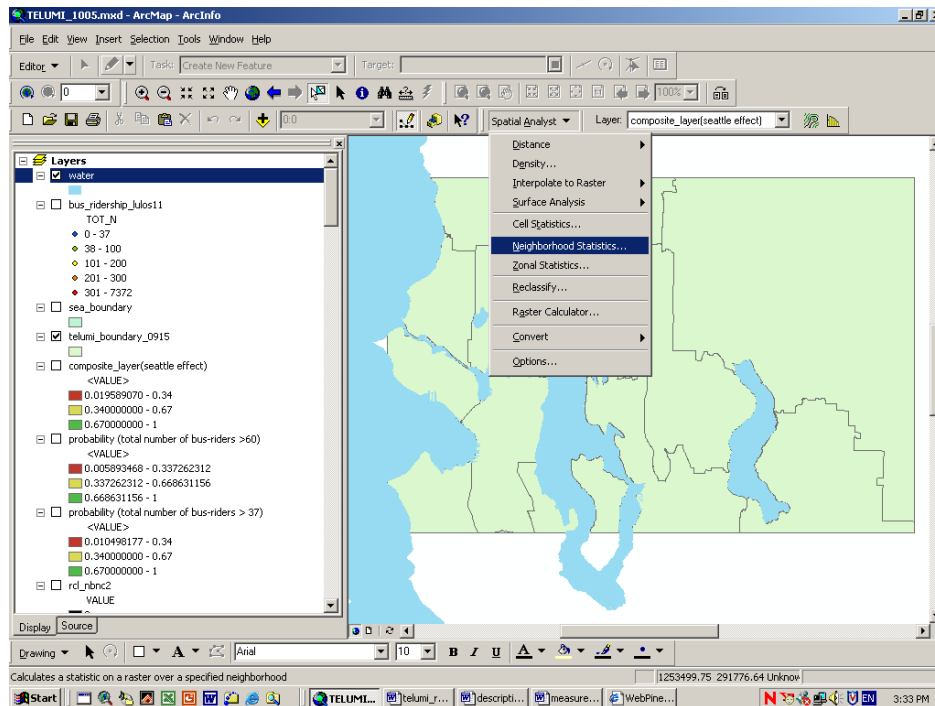 TELUMI_1005.mxd - ArcMap - ArcInfo
File Edit View Insert Selection Tools Window Help
Editor Task: Create New Feature Target:
0 100%
0:0 Spatial Analyst Layer: composite_layer(seattle effect)
Layers
water
bus_ridership_lulos11
TOT_N
0 - 37
38 - 100
101 - 200
201 - 300
301 - 7372
sea_boundary
telumi_boundary_0915
composite_layer(seattle effect)
<VALUE>
0.019589070 - 0.34
0.340000000 - 0.67
0.670000000 - 1
probability (total number of bus-riders >60)
<VALUE>
0.005893468 - 0.337262312
0.337262312 - 0.668631156
0.668631156 - 1
probability (total number of bus-riders > 37)
<VALUE>
0.010498177 - 0.34
0.340000000 - 0.67
0.670000000 - 1
rcl_nbnc2
VALUE
Display Source
Distance
Density...
Interpolate to Raster
Surface Analysis
Cell Statistics...
Neighborhood Statistics...
Zonal Statistics...
Reclassify...
Raster Calculator...
Convert
Options...
Drawing A Arial 10 B I U A
Calculates a statistic on a raster over a specified neighborhood 1253499.75 291776.64 Unknow
Start TELUMI... telumi_r... descripti... measure... WebPine... EN 3:33 PM